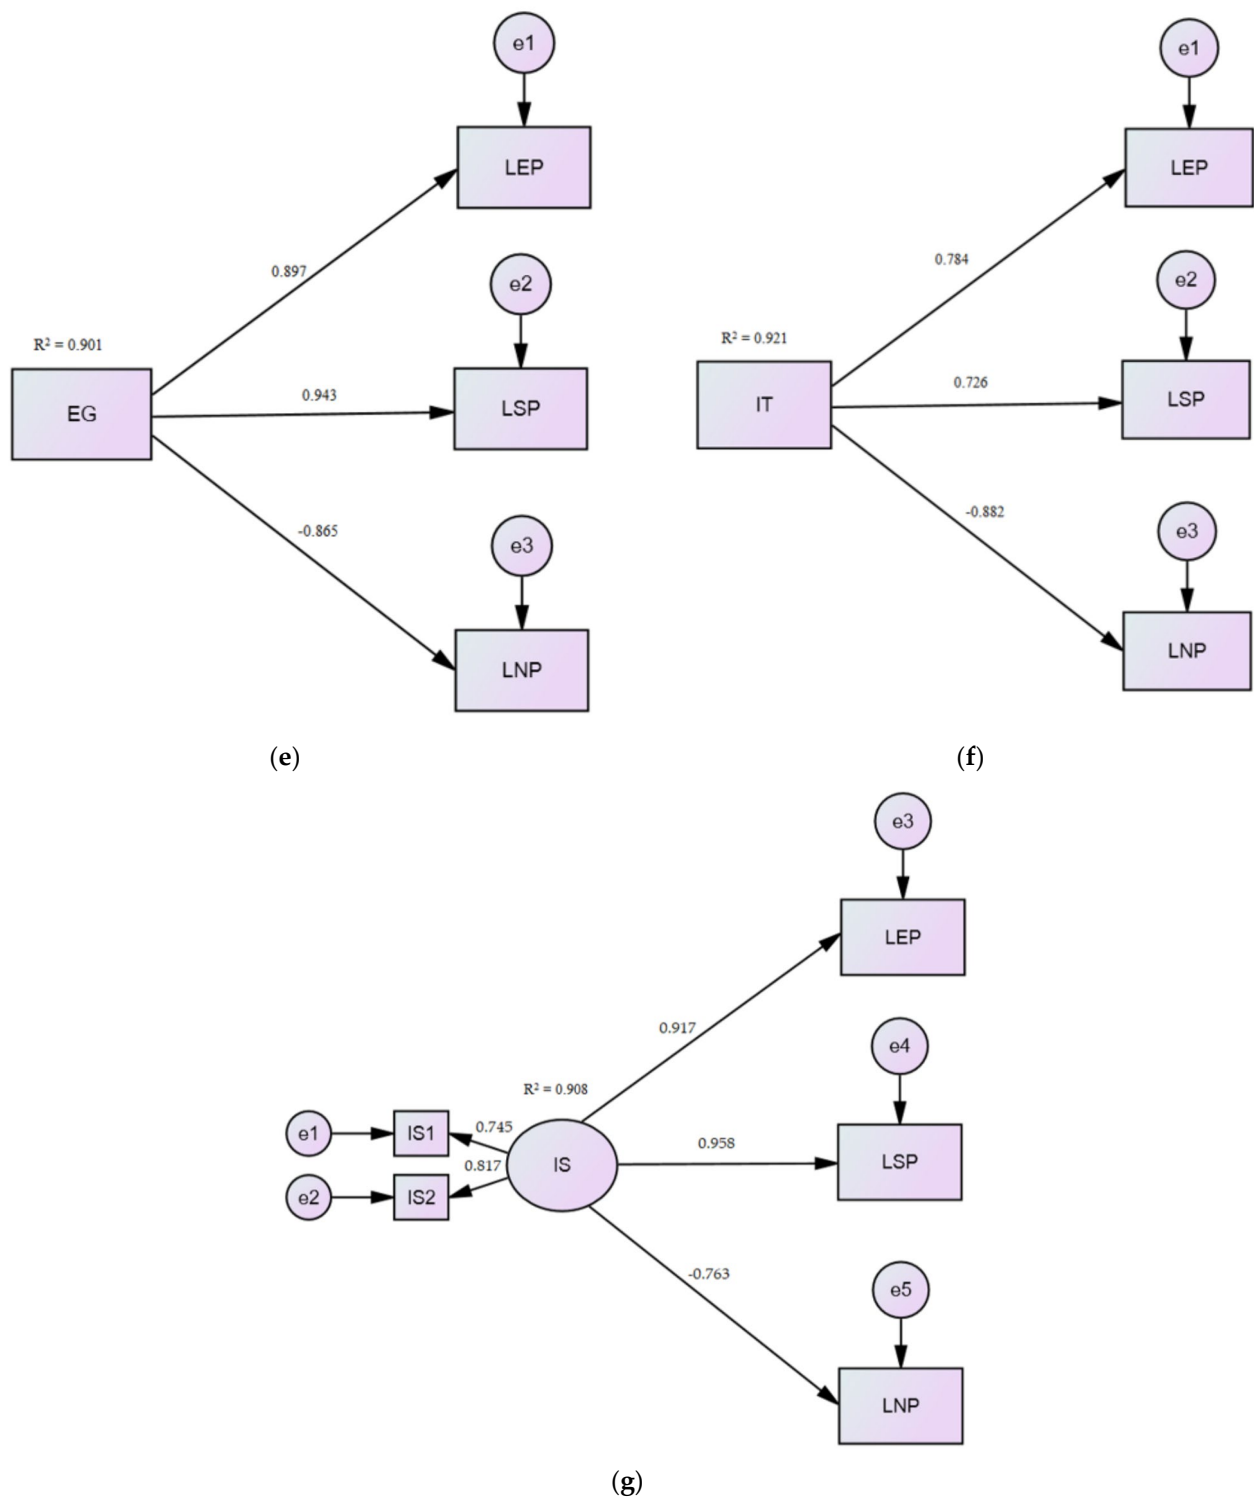 e1
LEP
0.897
e2
R² = 0.901
EG
0.943
LSP
-0.865
e3
LNP
(e)
e1
LEP
0.784
e2
R² = 0.921
IT
0.726
LSP
-0.882
e3
LNP
(f)
e3
LEP
0.917
e4
R² = 0.908
e1
IS1
0.745
IS
0.958
LSP
e2
IS2
0.817
-0.763
e5
LNP
(g)